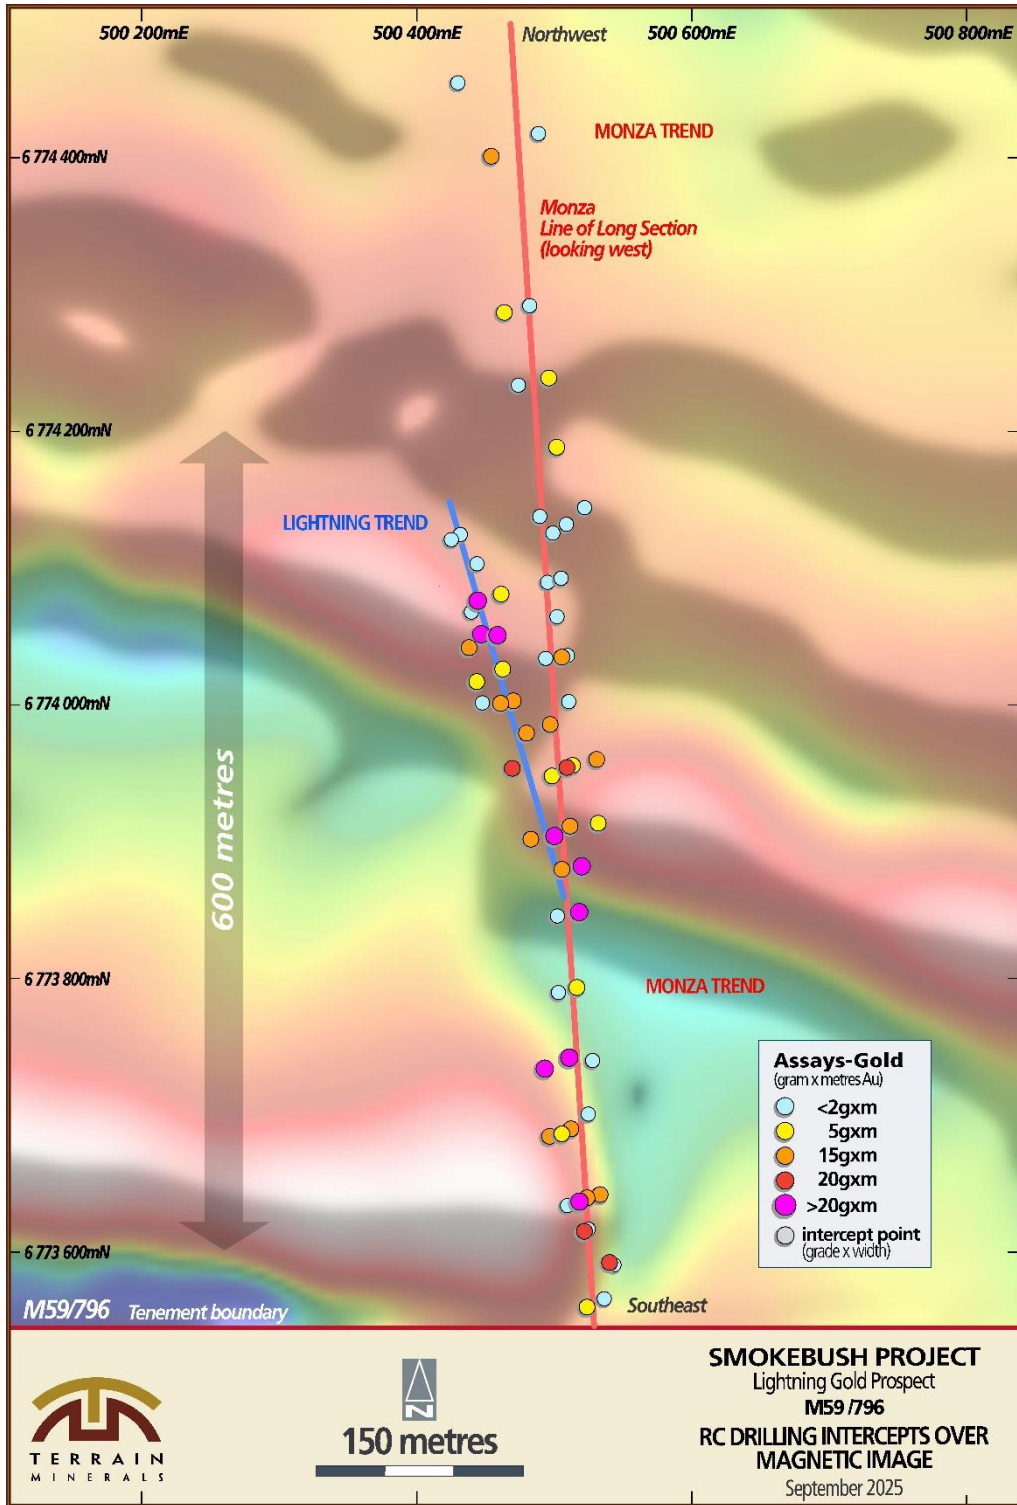 500 200mE
500 400mE
500 600mE
500 800mE
Northwest
MONZA TREND
6 774 400mN
Monza
Line of Long Section
(looking west)
6 774 200mN
LIGHTNING TREND
6 774 000mN
600 metres
6 773 800mN
MONZA TREND
Assays-Gold
(gram x metres Au)
<2gxm
5gxm
15gxm
20gxm
>20gxm
intercept point
(grade x width)
6 773 600mN
M59/796 Tenement boundary
Southeast
TERRAIN
MINERALS
N
150 metres
SMOKEBUSH PROJECT
Lightning Gold Prospect
M59 /796
RC DRILLING INTERCEPTS OVER
MAGNETIC IMAGE
September 2025